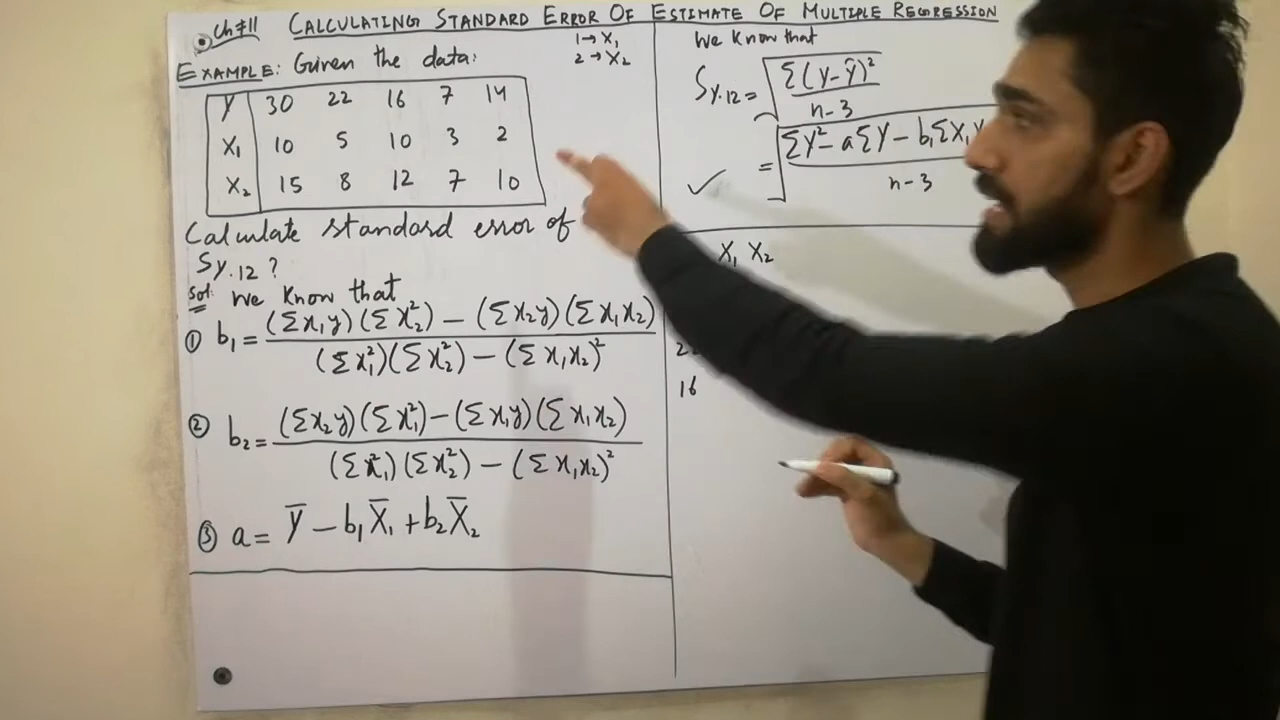 Ch #11 CALCULATING STANDARD ERROR OF ESTIMATE OF MULTIPLE REGRESSION
1→X₁
2→X₂
EXAMPLE: Given the data:
Y 30 22 16 7 14
X₁ 10 5 10 3 2
X₂ 15 8 12 7 10
Calculate standard error of
Sy.12 ?
Sol: We know that
① b₁ = (Σx₁y)(Σx₂²) − (Σx₂y)(Σx₁x₂)
(Σx₁²)(Σx₂²) − (Σx₁x₂)²
② b₂ = (Σx₂y)(Σx₁²) − (Σx₁y)(Σx₁x₂)
(Σx₁²)(Σx₂²) − (Σx₁x₂)²
③ a = Y̅ − b₁X̅₁ + b₂X̅₂
We know that
Sy.12 = √Σ(Y−Ŷ)²
n−3
= √ΣY² − aΣY − b₁ΣX₁Y
n−3
✓
X₁ X₂
16